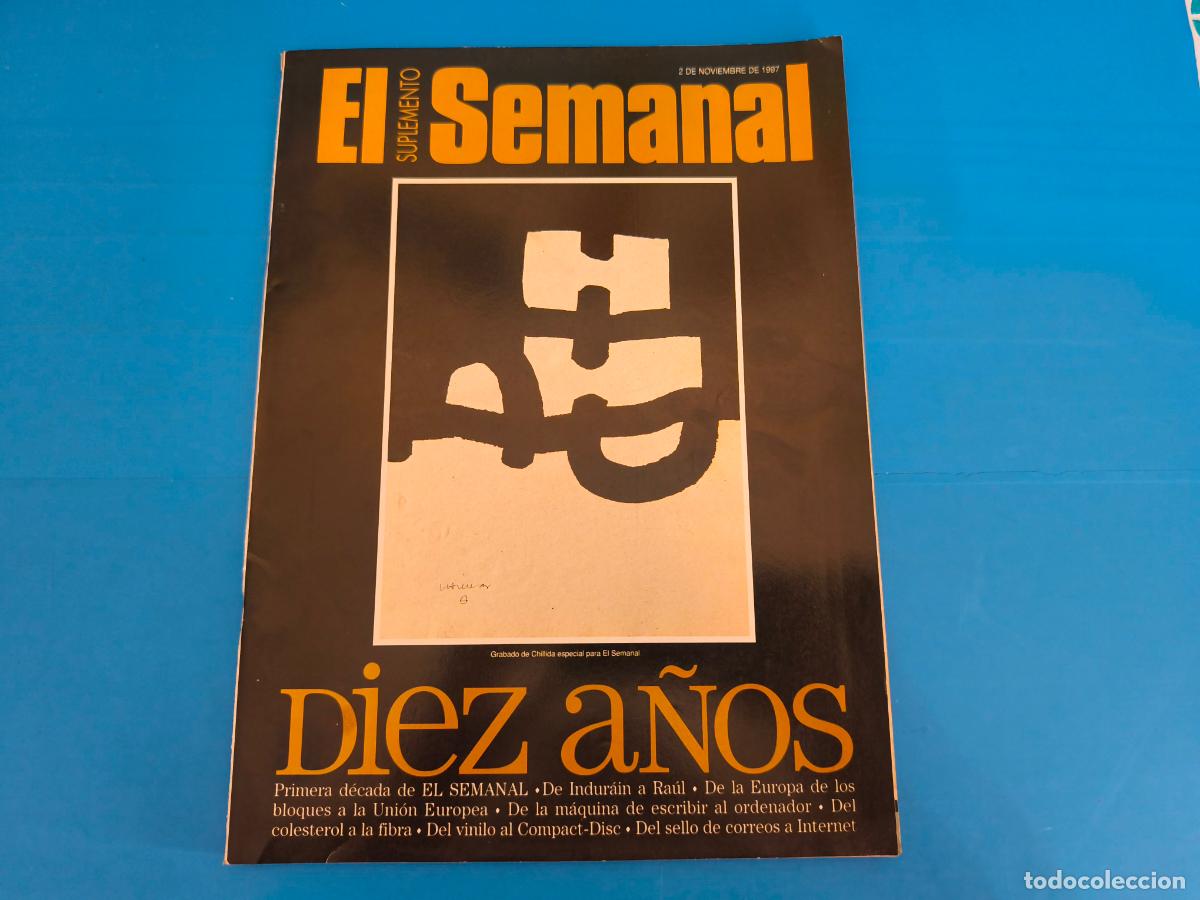 2 DE NOVIEMBRE DE 1997
El SUPLEMENTO Semanal
Grabado de Chillida especial para El Semanal
Diez años
Primera década de EL SEMANAL • De Induráin a Raúl • De la Europa de los
bloques a la Unión Europea • De la máquina de escribir al ordenador • Del
colesterol a la fibra • Del vinilo al Compact-Disc • Del sello de correos a Internet
todocoleccion